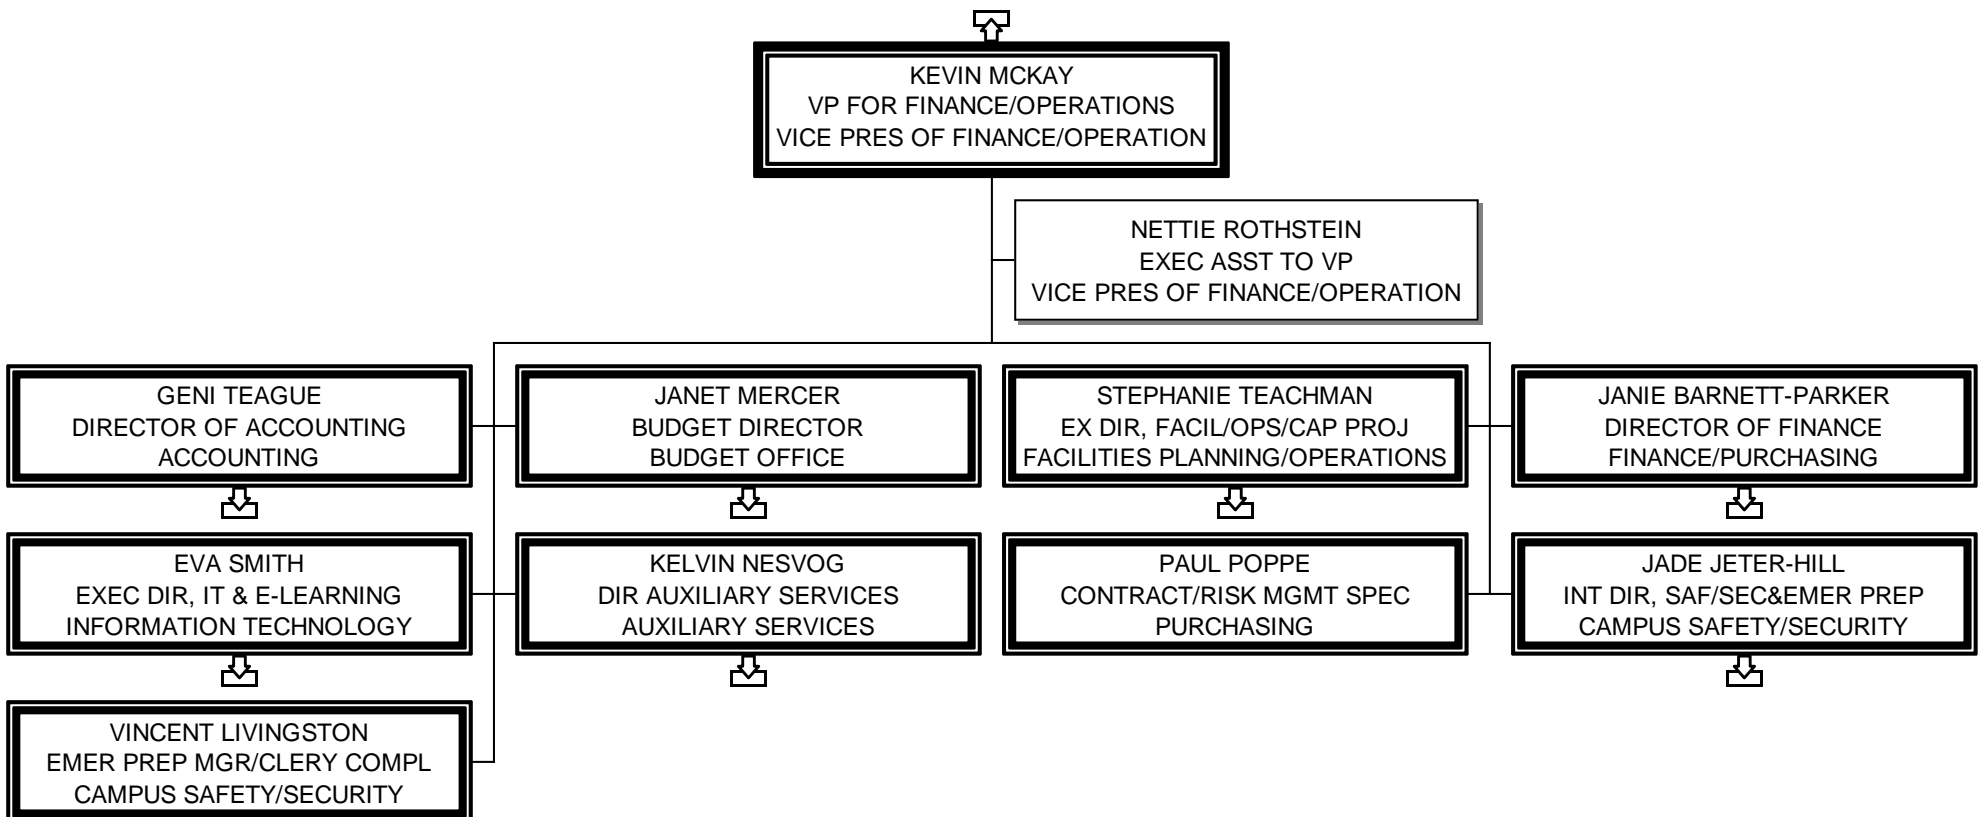 KEVIN MCKAY
VP FOR FINANCE/OPERATIONS
VICE PRES OF FINANCE/OPERATION
NETTIE ROTHSTEIN
EXEC ASST TO VP
VICE PRES OF FINANCE/OPERATION
GENI TEAGUE
DIRECTOR OF ACCOUNTING
ACCOUNTING
JANET MERCER
BUDGET DIRECTOR
BUDGET OFFICE
STEPHANIE TEACHMAN
EX DIR, FACIL/OPS/CAP PROJ
FACILITIES PLANNING/OPERATIONS
JANIE BARNETT-PARKER
DIRECTOR OF FINANCE
FINANCE/PURCHASING
EVA SMITH
EXEC DIR, IT & E-LEARNING
INFORMATION TECHNOLOGY
KELVIN NESVOG
DIR AUXILIARY SERVICES
AUXILIARY SERVICES
PAUL POPPE
CONTRACT/RISK MGMT SPEC
PURCHASING
JADE JETER-HILL
INT DIR, SAF/SEC&EMER PREP
CAMPUS SAFETY/SECURITY
VINCENT LIVINGSTON
EMER PREP MGR/CLERY COMPL
CAMPUS SAFETY/SECURITY